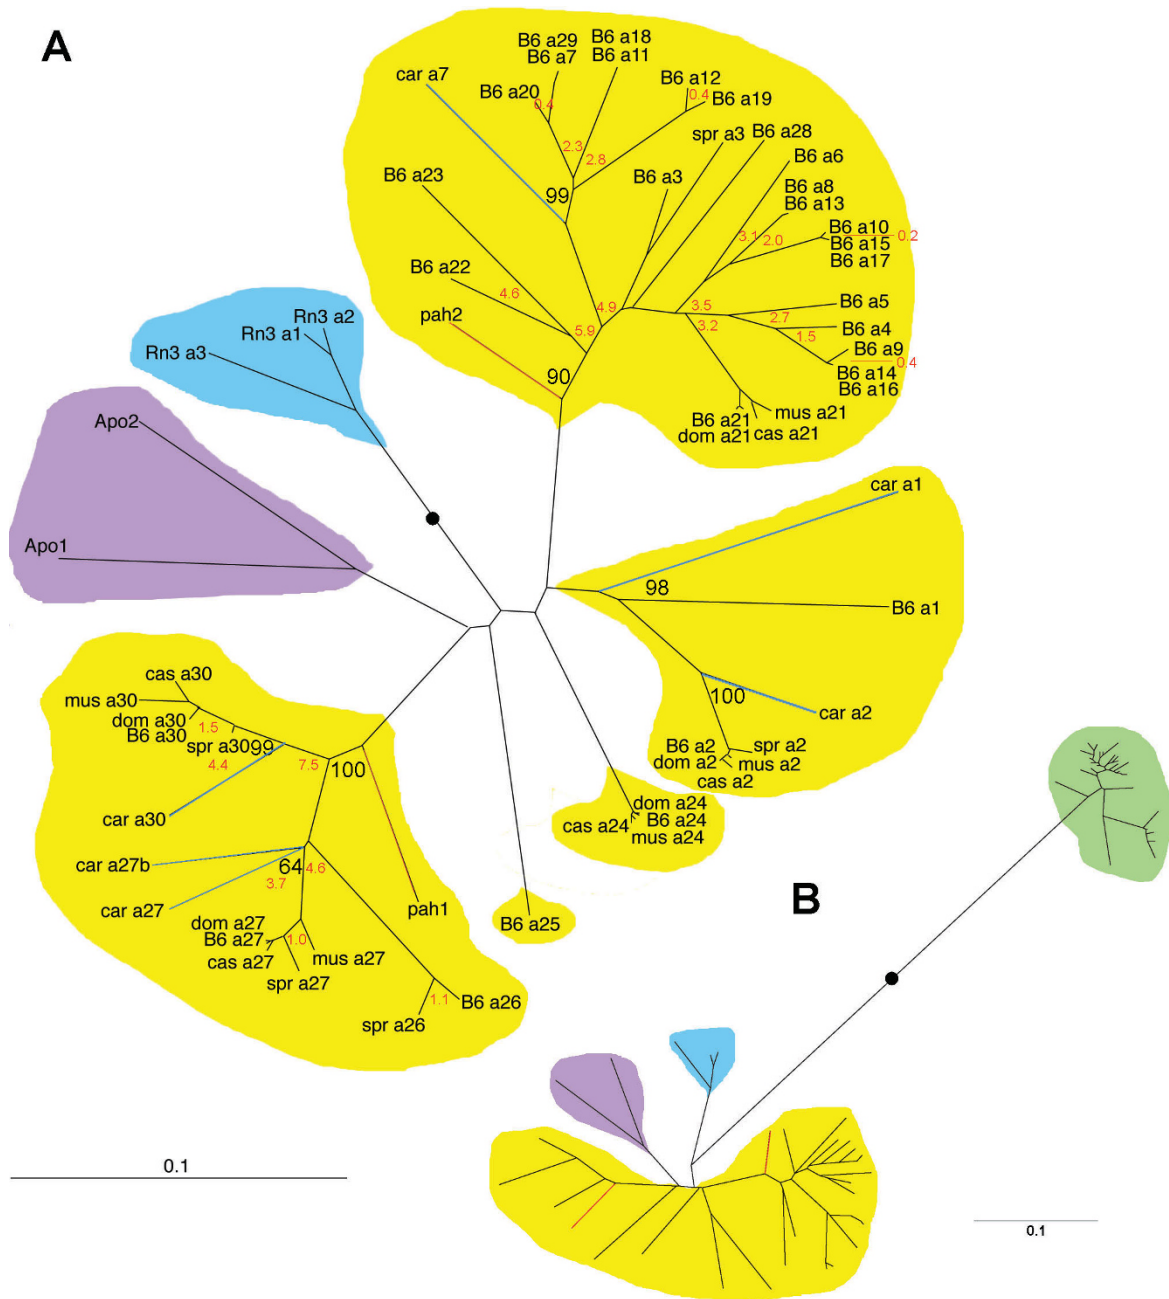 A
B6 a29
B6 a7
B6 a18
B6 a11
car a7
B6 a20
0.4
B6 a12
0.4
B6 a19
spr a3
B6 a28
2.3
2.8
B6 a6
B6 a23
99
B6 a3
B6 a8
B6 a13
3.1
2.0
B6 a10
0.2
B6 a15
B6 a17
B6 a22
4.6
4.9
3.5
B6 a5
pah2
5.9
3.2
2.7
1.5
B6 a4
B6 a9
0.4
B6 a14
B6 a16
90
B6 a21
dom a21
mus a21
cas a21
Rn3 a2
Rn3 a1
Rn3 a3
Apo2
Apo1
car a1
98
B6 a1
100
car a2
B6 a2
dom a2
cas a2
spr a2
mus a2
cas a30
mus a30
dom a30
B6 a30
1.5
spr a30
99
4.4
7.5
100
car a30
car a27b
64
4.6
3.7
car a27
pah1
dom a27
B6 a27
cas a27
1.0
mus a27
spr a27
1.1
B6 a26
spr a26
dom a24
B6 a24
cas a24
mus a24
B6 a25
B
0.1
0.1